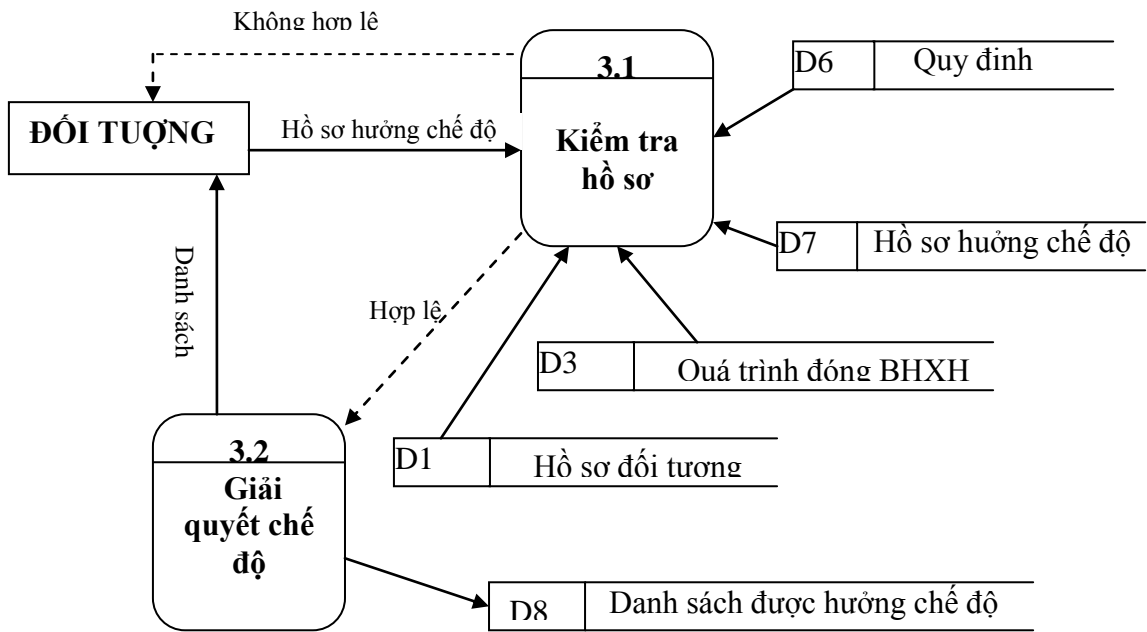 Không hợp lệ
3.1
D6 Quy định
ĐỐI TUỢNG
Hồ sơ hưởng chế độ
Kiểm tra
hồ sơ
D7 Hồ sơ huởng chế độ
Danh sách
Hợp lệ
D3 Quá trình đóng BHXH
3.2
D1 Hồ sơ đối tượng
Giải
quyết chế
độ
D8 Danh sách được hưởng chế độ